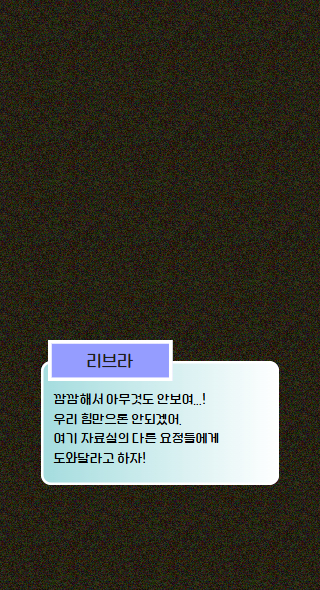 리브라
깜깜해서 아무것도 안보여...!
우리 힘만으론 안되겠어.
여기 자료실의 다른 요정들에게
도와달라고 하자!